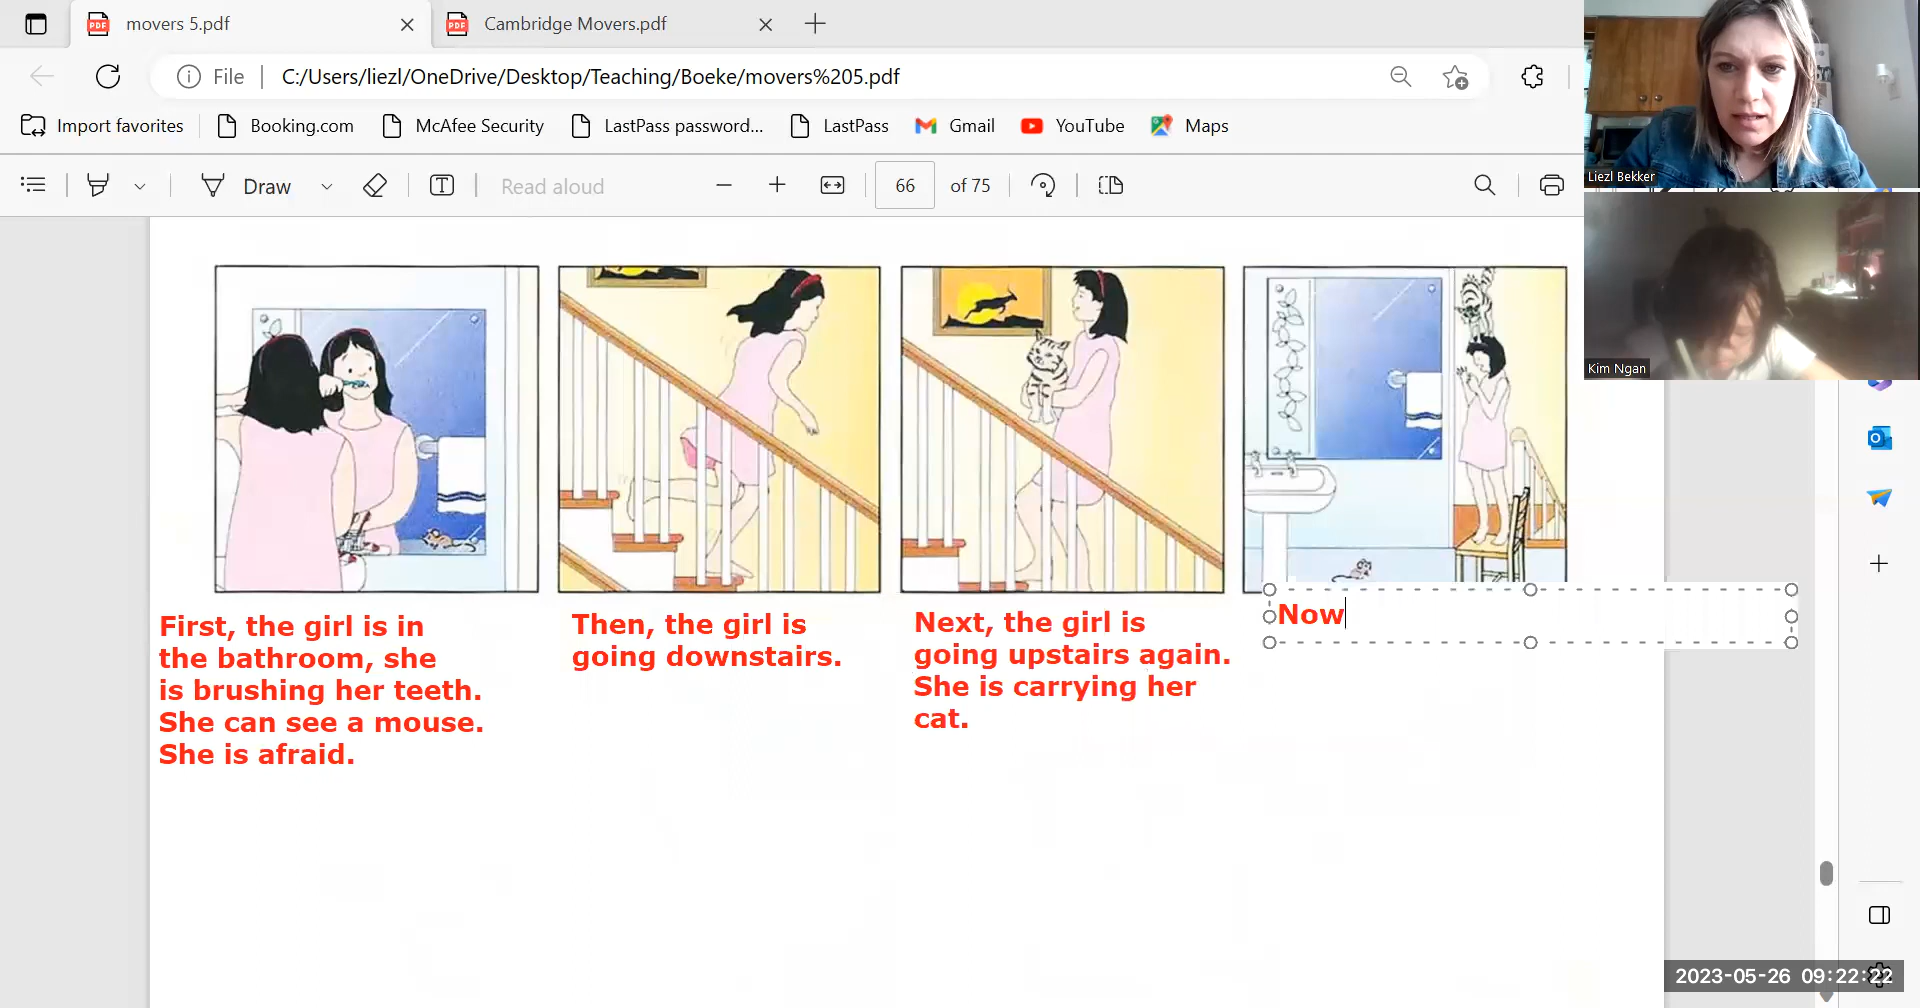 movers 5.pdf
Cambridge Movers.pdf
File
C:/Users/liezl/OneDrive/Desktop/Teaching/Boeke/movers%205.pdf
Import favorites
Booking.com
McAfee Security
LastPass password...
LastPass
Gmail
YouTube
Maps
Draw
Read aloud
66
of 75
Liezl Bekker
Kim Ngan
First, the girl is in
the bathroom, she
is brushing her teeth.
She can see a mouse.
She is afraid.
Then, the girl is
going downstairs.
Next, the girl is
going upstairs again.
She is carrying her
cat.
Now
2023-05-26 09:22:22